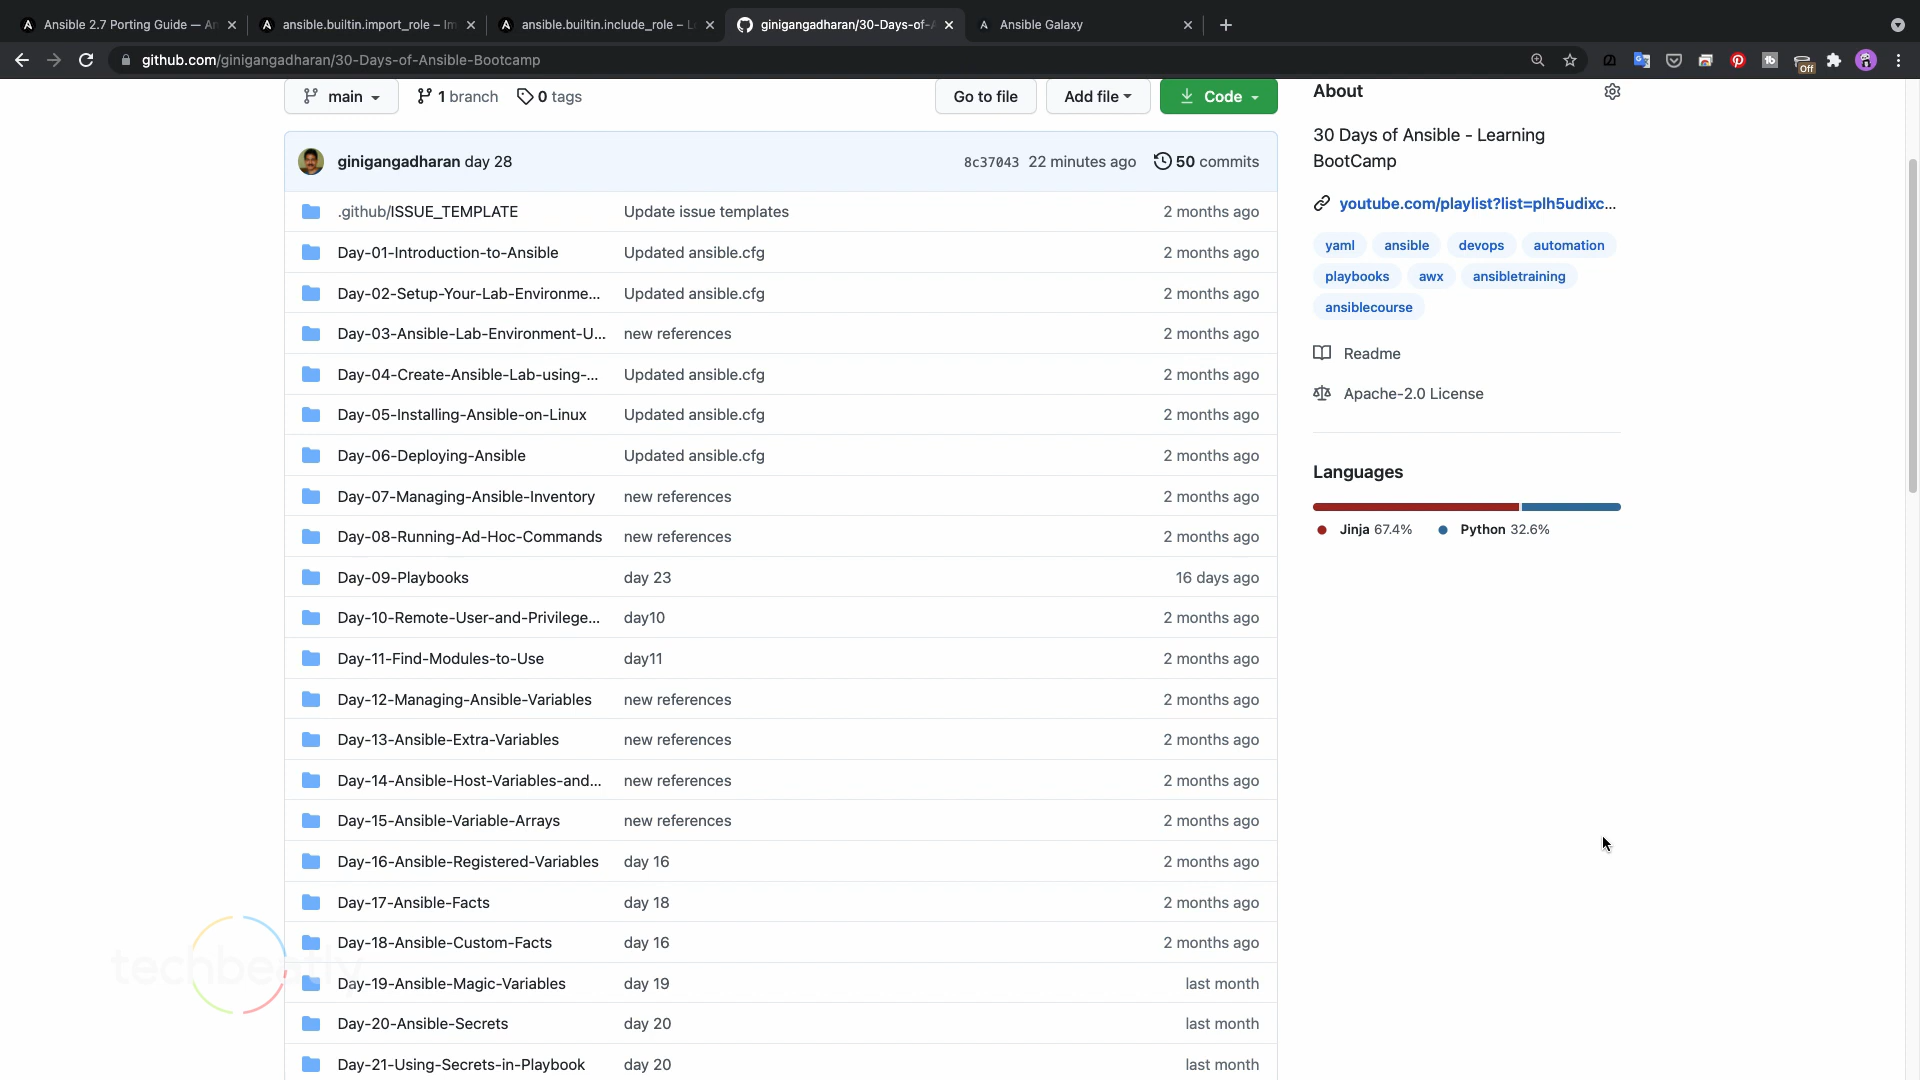 Ansible 2.7 Porting Guide — An
ansible.builtin.import_role – Im
ansible.builtin.include_role – Lo
ginigangadharan/30-Days-of-A
Ansible Galaxy
github.com/ginigangadharan/30-Days-of-Ansible-Bootcamp
Off
main
1 branch
0 tags
Go to file
Add file
Code
About
30 Days of Ansible - Learning
BootCamp
youtube.com/playlist?list=plh5udixc...
yaml
ansible
devops
automation
playbooks
awx
ansibletraining
ansiblecourse
Readme
Apache-2.0 License
Languages
Jinja 67.4%
Python 32.6%
ginigangadharan day 28
8c37043 22 minutes ago
50 commits
.github/ISSUE_TEMPLATE Update issue templates 2 months ago
Day-01-Introduction-to-Ansible Updated ansible.cfg 2 months ago
Day-02-Setup-Your-Lab-Environme... Updated ansible.cfg 2 months ago
Day-03-Ansible-Lab-Environment-U... new references 2 months ago
Day-04-Create-Ansible-Lab-using-... Updated ansible.cfg 2 months ago
Day-05-Installing-Ansible-on-Linux Updated ansible.cfg 2 months ago
Day-06-Deploying-Ansible Updated ansible.cfg 2 months ago
Day-07-Managing-Ansible-Inventory new references 2 months ago
Day-08-Running-Ad-Hoc-Commands new references 2 months ago
Day-09-Playbooks day 23 16 days ago
Day-10-Remote-User-and-Privilege... day10 2 months ago
Day-11-Find-Modules-to-Use day11 2 months ago
Day-12-Managing-Ansible-Variables new references 2 months ago
Day-13-Ansible-Extra-Variables new references 2 months ago
Day-14-Ansible-Host-Variables-and... new references 2 months ago
Day-15-Ansible-Variable-Arrays new references 2 months ago
Day-16-Ansible-Registered-Variables day 16 2 months ago
Day-17-Ansible-Facts day 18 2 months ago
Day-18-Ansible-Custom-Facts day 16 2 months ago
Day-19-Ansible-Magic-Variables day 19 last month
Day-20-Ansible-Secrets day 20 last month
Day-21-Using-Secrets-in-Playbook day 20 last month
techbeatly